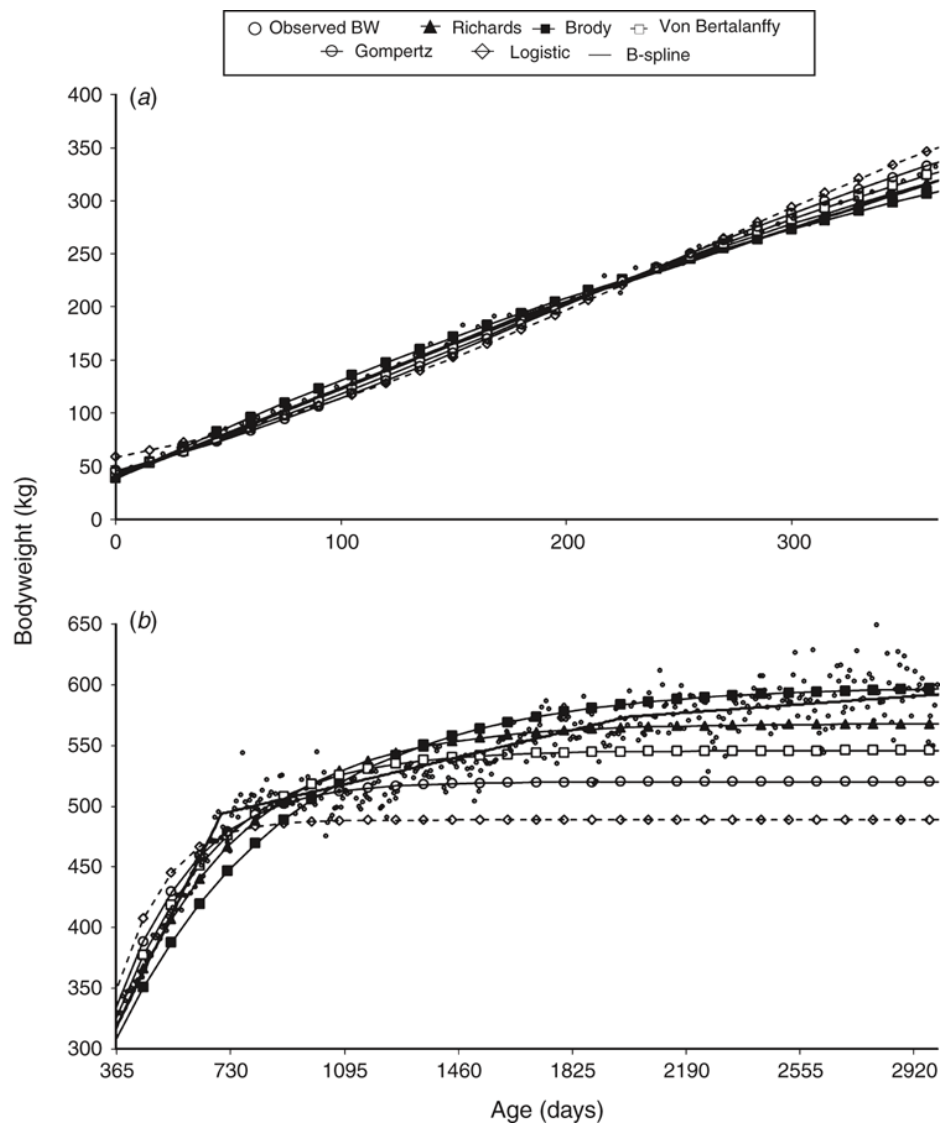 Observed BW Richards Brody Von Bertalanffy
Gompertz Logistic B-spline
(a)
400
350
300
250
200
150
100
50
0
0 100 200 300
Bodyweight (kg)
(b)
650
600
550
500
450
400
350
300
365 730 1095 1460 1825 2190 2555 2920
Age (days)